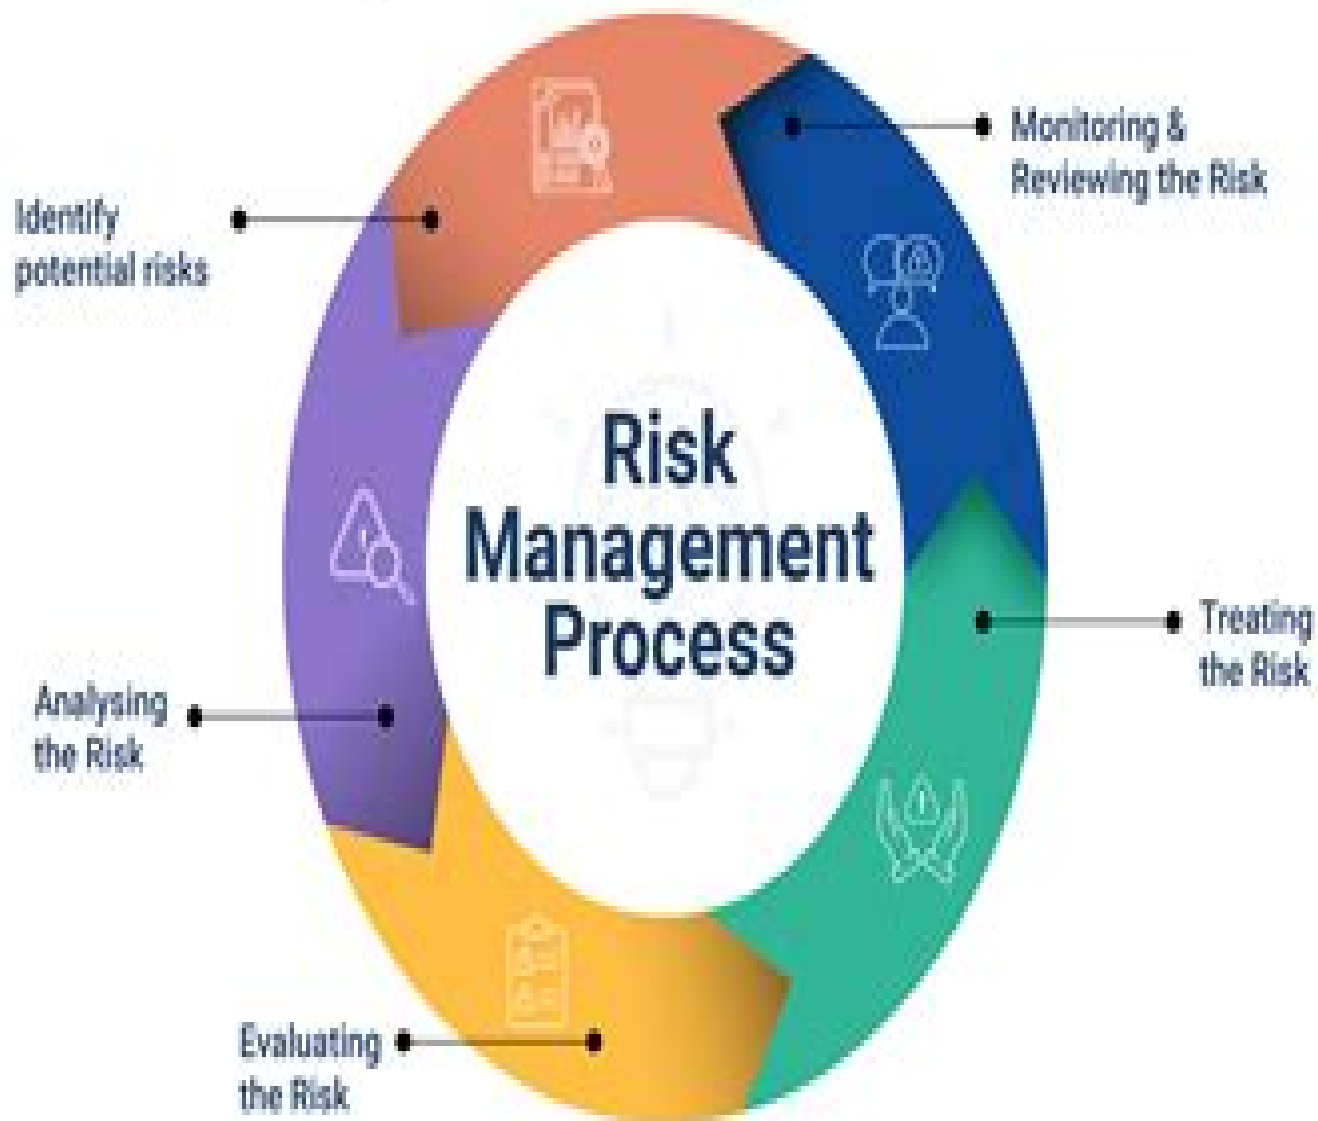 Risk
Management
Process
Identify
potential risks
Analysing
the Risk
Evaluating
the Risk
Treating
the Risk
Monitoring &
Reviewing the Risk